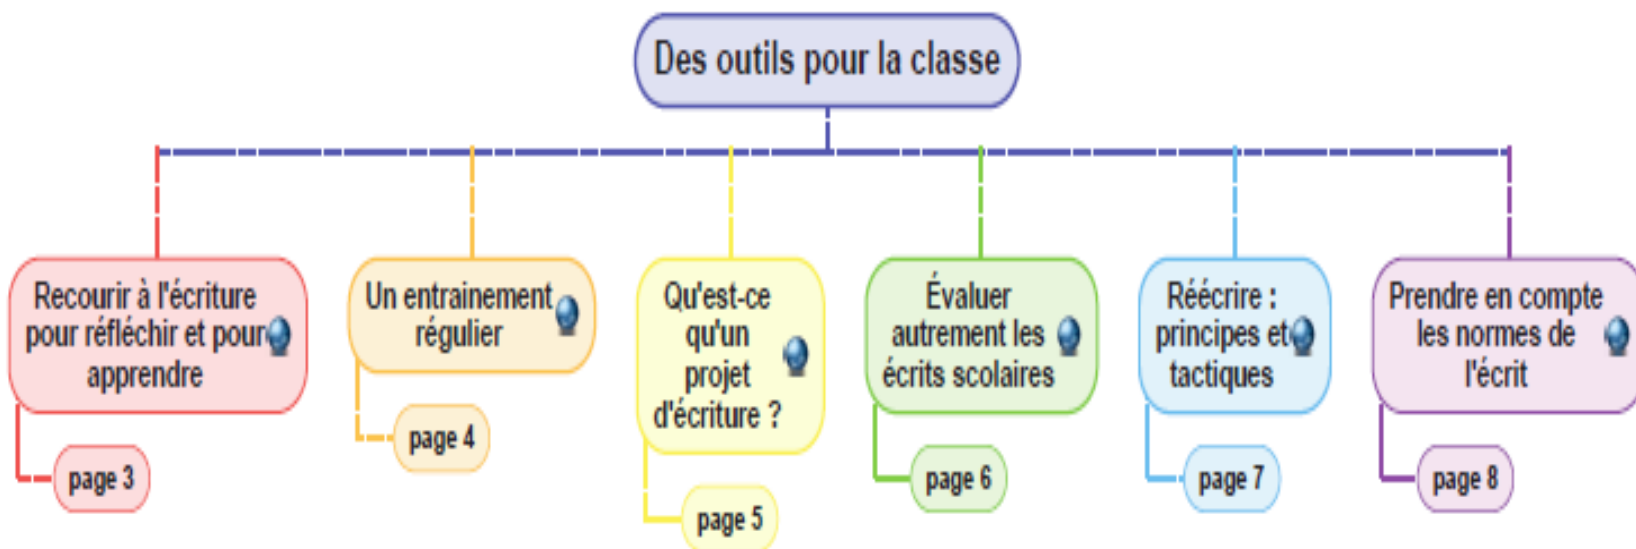 Des outils pour la classe
Recourir à l'écriture
pour réfléchir et pour
apprendre
page 3
Un entrainement
régulier
page 4
Qu'est-ce
qu'un
projet
d'écriture ?
page 5
Évaluer
autrement les
écrits scolaires
page 6
Réécrire :
principes et
tactiques
page 7
Prendre en compte
les normes de
l'écrit
page 8